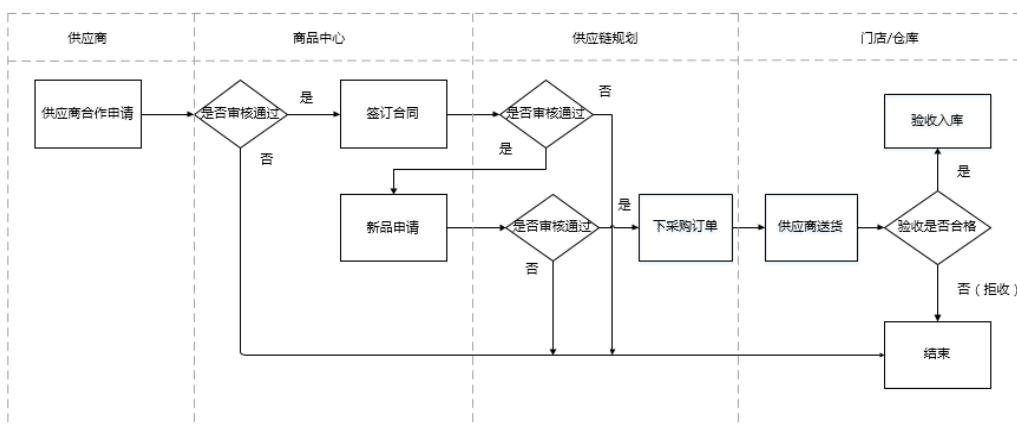 供应商
商品中心
供应链规划
门店/仓库
供应商合作申请
是否审核通过
是
签订合同
是否审核通过
否
验收入库
否
是
是
新品申请
是否审核通过
是
下采购订单
供应商送货
验收是否合格
否
否（拒收）
结束